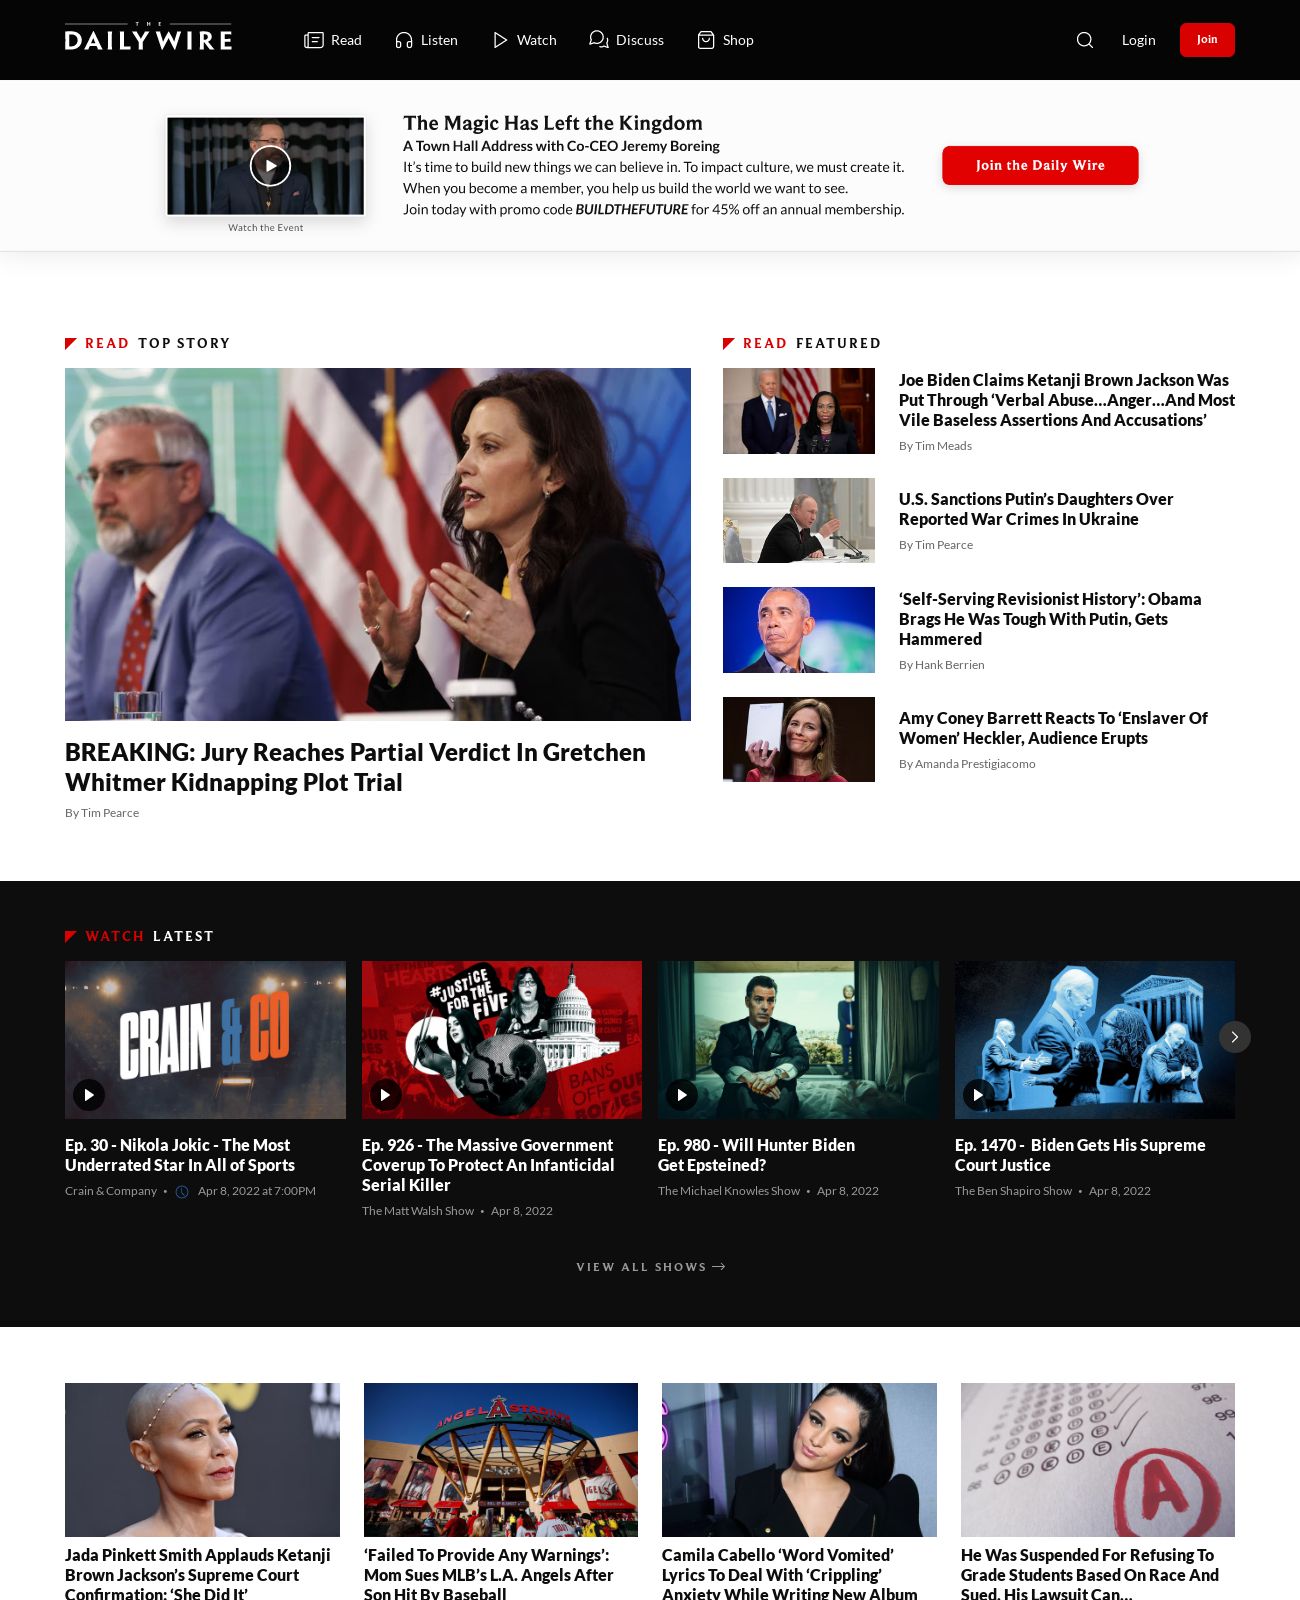 THE
DAILYWIRE
Read
Listen
Watch
Discuss
Shop
Login
Join
The Magic Has Left the Kingdom
A Town Hall Address with Co-CEO Jeremy Boreing
It's time to build new things we can believe in. To impact culture, we must create it.
When you become a member, you help us build the world we want to see.
Join today with promo code BUILDTHEFUTURE for 45% off an annual membership.
Watch the Event
Join the Daily Wire
READ TOP STORY
BREAKING: Jury Reaches Partial Verdict In Gretchen
Whitmer Kidnapping Plot Trial
By Tim Pearce
READ FEATURED
Joe Biden Claims Ketanji Brown Jackson Was
Put Through ‘Verbal Abuse…Anger…And Most
Vile Baseless Assertions And Accusations’
By Tim Meads
U.S. Sanctions Putin’s Daughters Over
Reported War Crimes In Ukraine
By Tim Pearce
‘Self-Serving Revisionist History’: Obama
Brags He Was Tough With Putin, Gets
Hammered
By Hank Berrien
Amy Coney Barrett Reacts To ‘Enslaver Of
Women’ Heckler, Audience Erupts
By Amanda Prestigiacomo
WATCH LATEST
CRAIN & CO
Ep. 30 - Nikola Jokic - The Most
Underrated Star In All of Sports
Crain & Company • Apr 8, 2022 at 7:00PM
HEARTS
#JUSTICE
FOR THE
FIVE
BANS
OFF OUR
BODIES
Ep. 926 - The Massive Government
Coverup To Protect An Infanticidal
Serial Killer
The Matt Walsh Show • Apr 8, 2022
Ep. 980 - Will Hunter Biden
Get Epsteined?
The Michael Knowles Show • Apr 8, 2022
Ep. 1470 - Biden Gets His Supreme
Court Justice
The Ben Shapiro Show • Apr 8, 2022
VIEW ALL SHOWS
Jada Pinkett Smith Applauds Ketanji
Brown Jackson’s Supreme Court
Confirmation: ‘She Did It’
ANGEL STADIUM
ANAHEIM
ANGELS
‘Failed To Provide Any Warnings’:
Mom Sues MLB’s L.A. Angels After
Son Hit By Baseball
Camila Cabello ‘Word Vomited’
Lyrics To Deal With ‘Crippling’
Anxiety While Writing New Album
97.
98.
99.
A B C D E
A
He Was Suspended For Refusing To
Grade Students Based On Race And
Sued. His Lawsuit Can…